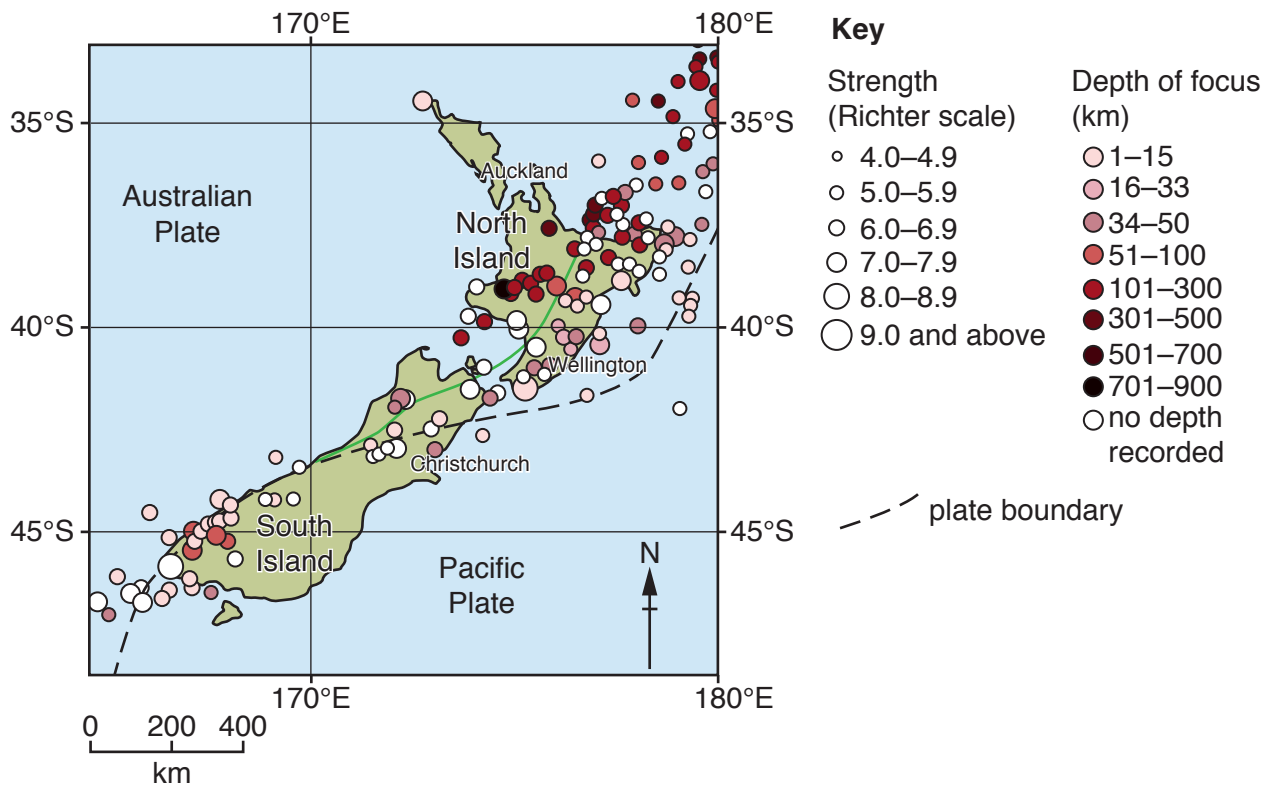 170°E
180°E
35°S
35°S
40°S
40°S
45°S
45°S
Australian
Plate
Auckland
North
Island
Wellington
Christchurch
South
Island
Pacific
Plate
N
170°E
180°E
0 200 400
km
Key
Strength
(Richter scale)
4.0–4.9
5.0–5.9
6.0–6.9
7.0–7.9
8.0–8.9
9.0 and above
Depth of focus
(km)
1–15
16–33
34–50
51–100
101–300
301–500
501–700
701–900
no depth
recorded
plate boundary